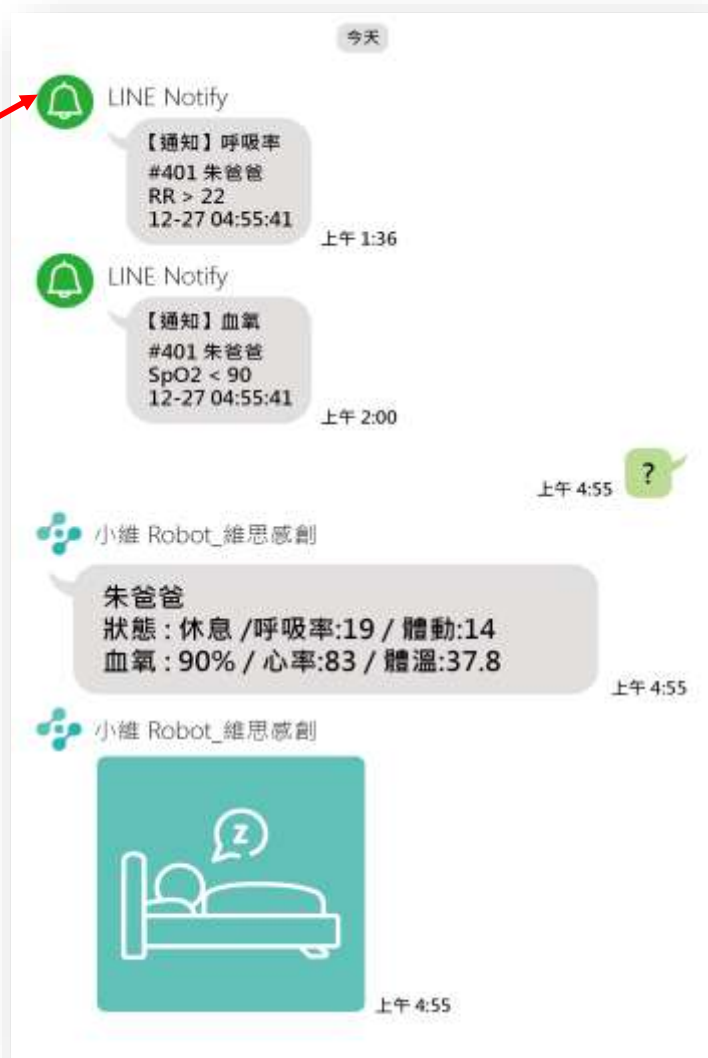 今天
LINE Notify
【通知】呼吸率
#401 朱爸爸
RR > 22
12-27 04:55:41
上午 1:36
LINE Notify
【通知】血氧
#401 朱爸爸
SpO2 < 90
12-27 04:55:41
上午 2:00
?
上午 4:55
小維 Robot_維思感創
朱爸爸
狀態 : 休息 /呼吸率:19 / 體動:14
血氧 : 90% / 心率:83 / 體溫:37.8
上午 4:55
小維 Robot_維思感創
z
上午 4:55